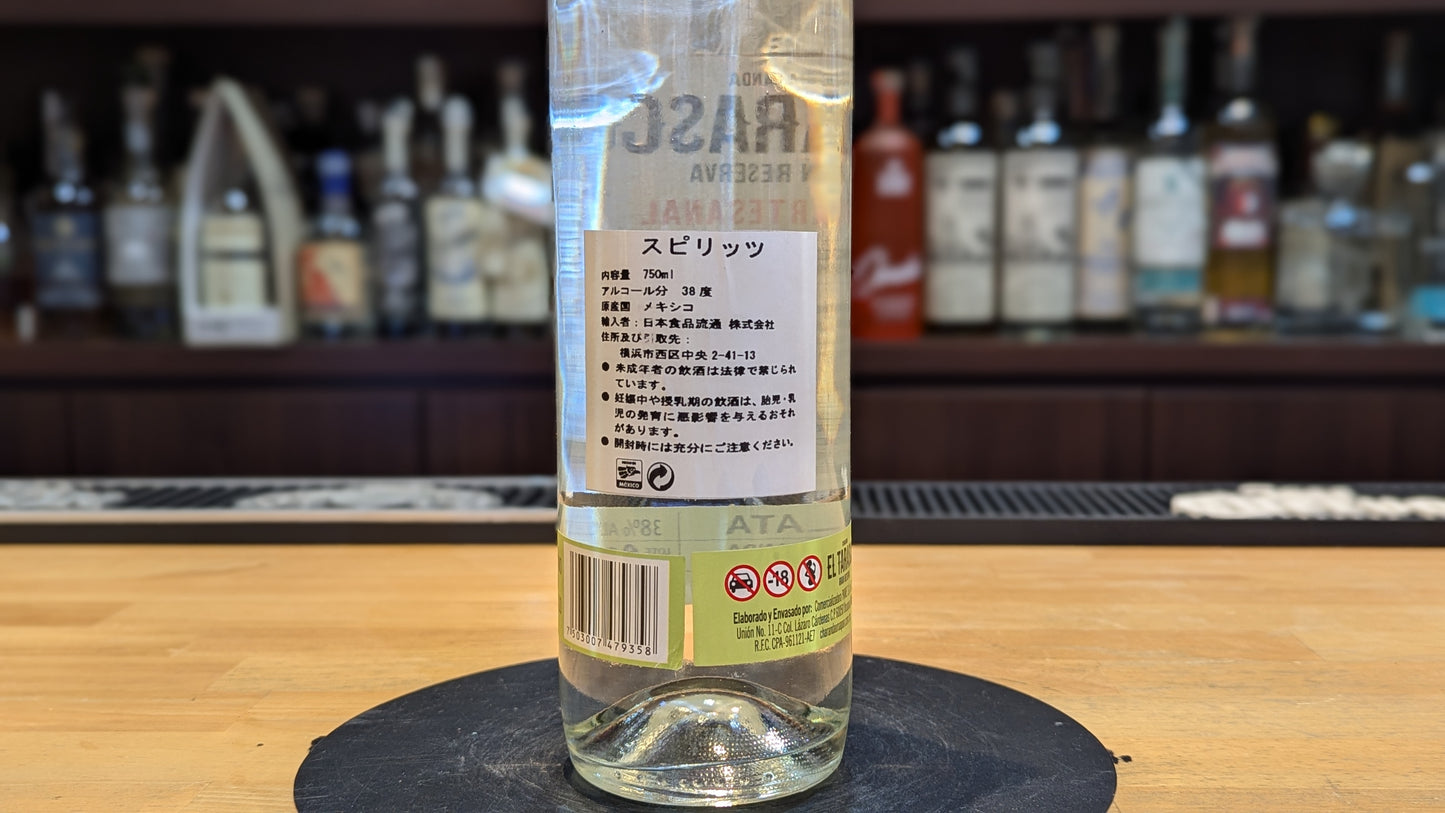 スピリッツ
内容量 750ml
アルコール分 38 度
原産国 メキシコ
輸入者：日本食品流通 株式会社
住所及び引取先：
横浜市西区中央 2-41-13
● 未成年者の飲酒は法律で禁じられ
ています。
● 妊娠中や授乳期の飲酒は、胎児・乳
児の発育に悪影響を与えるおそれ
があります。
● 開封時には充分にご注意ください。
MÉXICO
7 503007 479358
-18
Elaborado y Envasado por:
Unión No. 11-C Col. Lázaro Cárdenas C.P.
R.F.C. CPA-961121-AE7
EL
RASC
RESERVA
38%
ATA